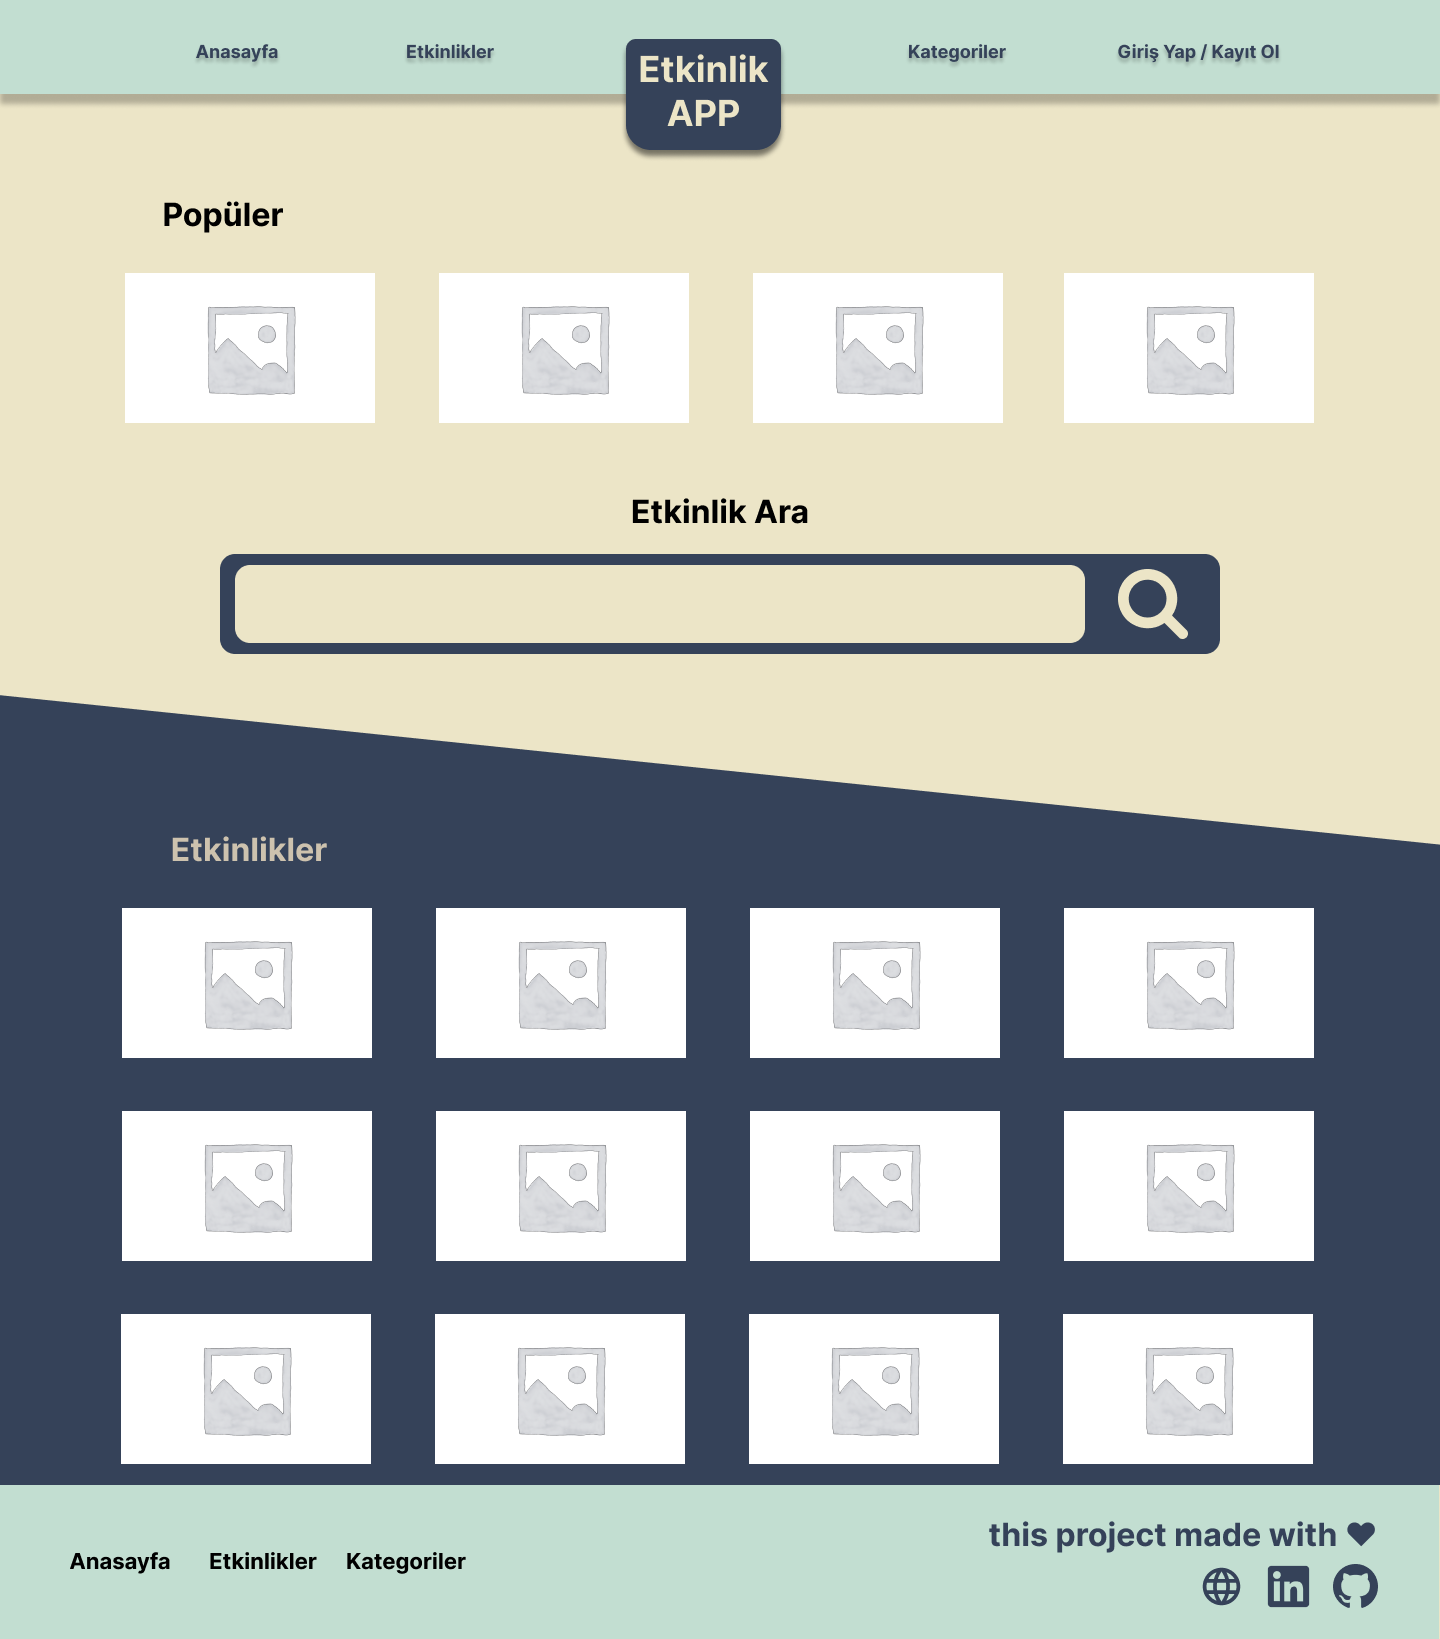 Anasayfa
Etkinlikler
Etkinlik
APP
Kategoriler
Giriş Yap / Kayıt Ol
Popüler
Etkinlik Ara
Etkinlikler
Anasayfa
Etkinlikler
Kategoriler
this project made with ♥
in